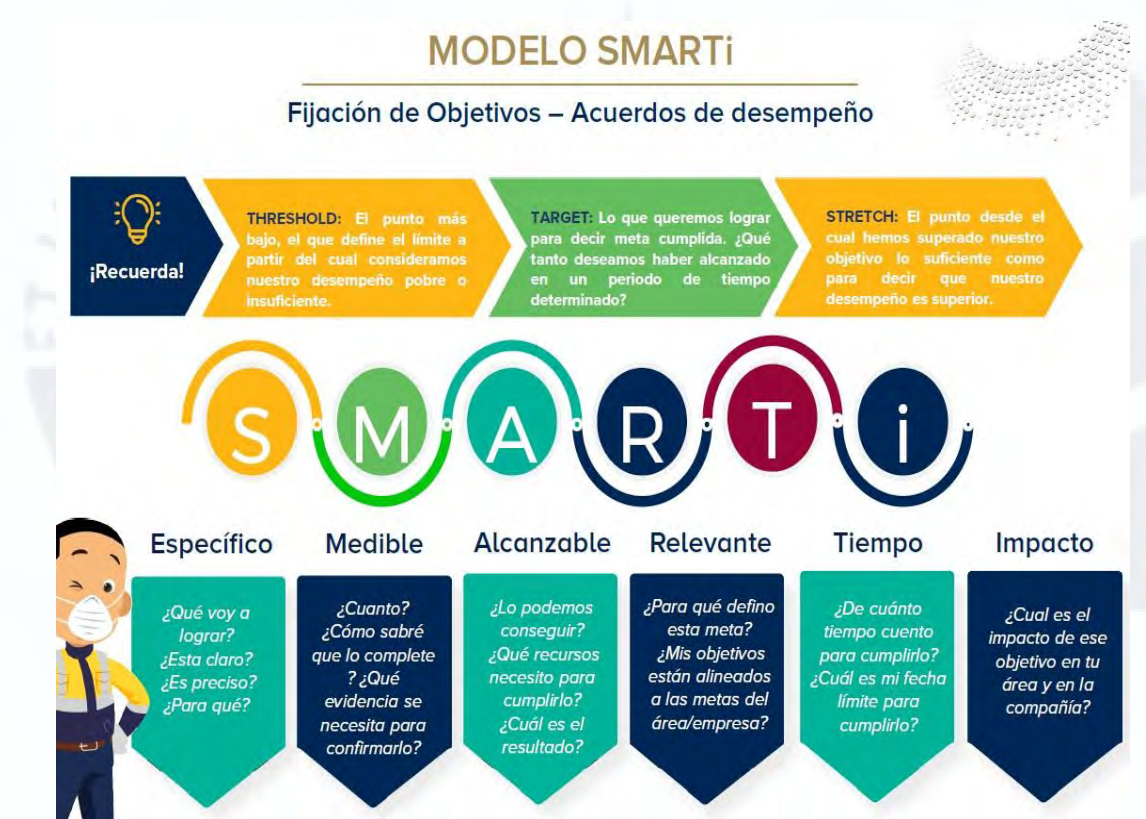 MODELO SMARTi
Fijación de Objetivos – Acuerdos de desempeño
¡Recuerda!
THRESHOLD: El punto más
bajo, el que define el límite a
partir del cual consideramos
nuestro desempeño pobre o
insuficiente.
TARGET: Lo que queremos lograr
para decir meta cumplida. ¿Qué
tanto deseamos haber alcanzado
en un periodo de tiempo
determinado?
STRETCH: El punto desde el
cual hemos superado nuestro
objetivo lo suficiente como
para decir que nuestro
desempeño es superior.
S M A R T i
Específico
¿Qué voy a
lograr?
¿Esta claro?
¿Es preciso?
¿Para qué?
Medible
¿Cuanto?
¿Cómo sabré
que lo complete
? ¿Qué
evidencia se
necesita para
confirmarlo?
Alcanzable
¿Lo podemos
conseguir?
¿Qué recursos
necesito para
cumplirlo?
¿Cuál es el
resultado?
Relevante
¿Para qué defino
esta meta?
¿Mis objetivos
están alineados
a las metas del
área/empresa?
Tiempo
¿De cuánto
tiempo cuento
para cumplirlo?
¿Cuál es mi fecha
límite para
cumplirlo?
Impacto
¿Cual es el
impacto de ese
objetivo en tu
área y en la
compañía?